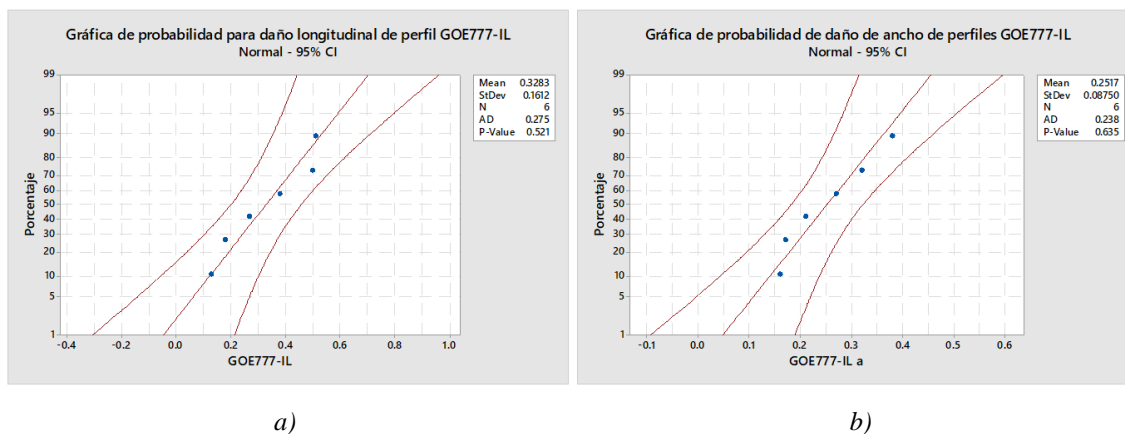 Gráfica de probabilidad para daño longitudinal de perfil GOE777-IL
Normal - 95% CI
Mean 0.3283
StDev 0.1612
N 6
AD 0.275
P-Value 0.521
99
95
90
80
70
60
50
40
30
20
10
5
1
Porcentaje
-0.4 -0.2 0.0 0.2 0.4 0.6 0.8 1.0
GOE777-IL
a)
Gráfica de probabilidad de daño de ancho de perfiles GOE777-IL
Normal - 95% CI
Mean 0.2517
StDev 0.08750
N 6
AD 0.238
P-Value 0.635
99
95
90
80
70
60
50
40
30
20
10
5
1
Porcentaje
-0.1 0.0 0.1 0.2 0.3 0.4 0.5 0.6
GOE777-IL a
b)